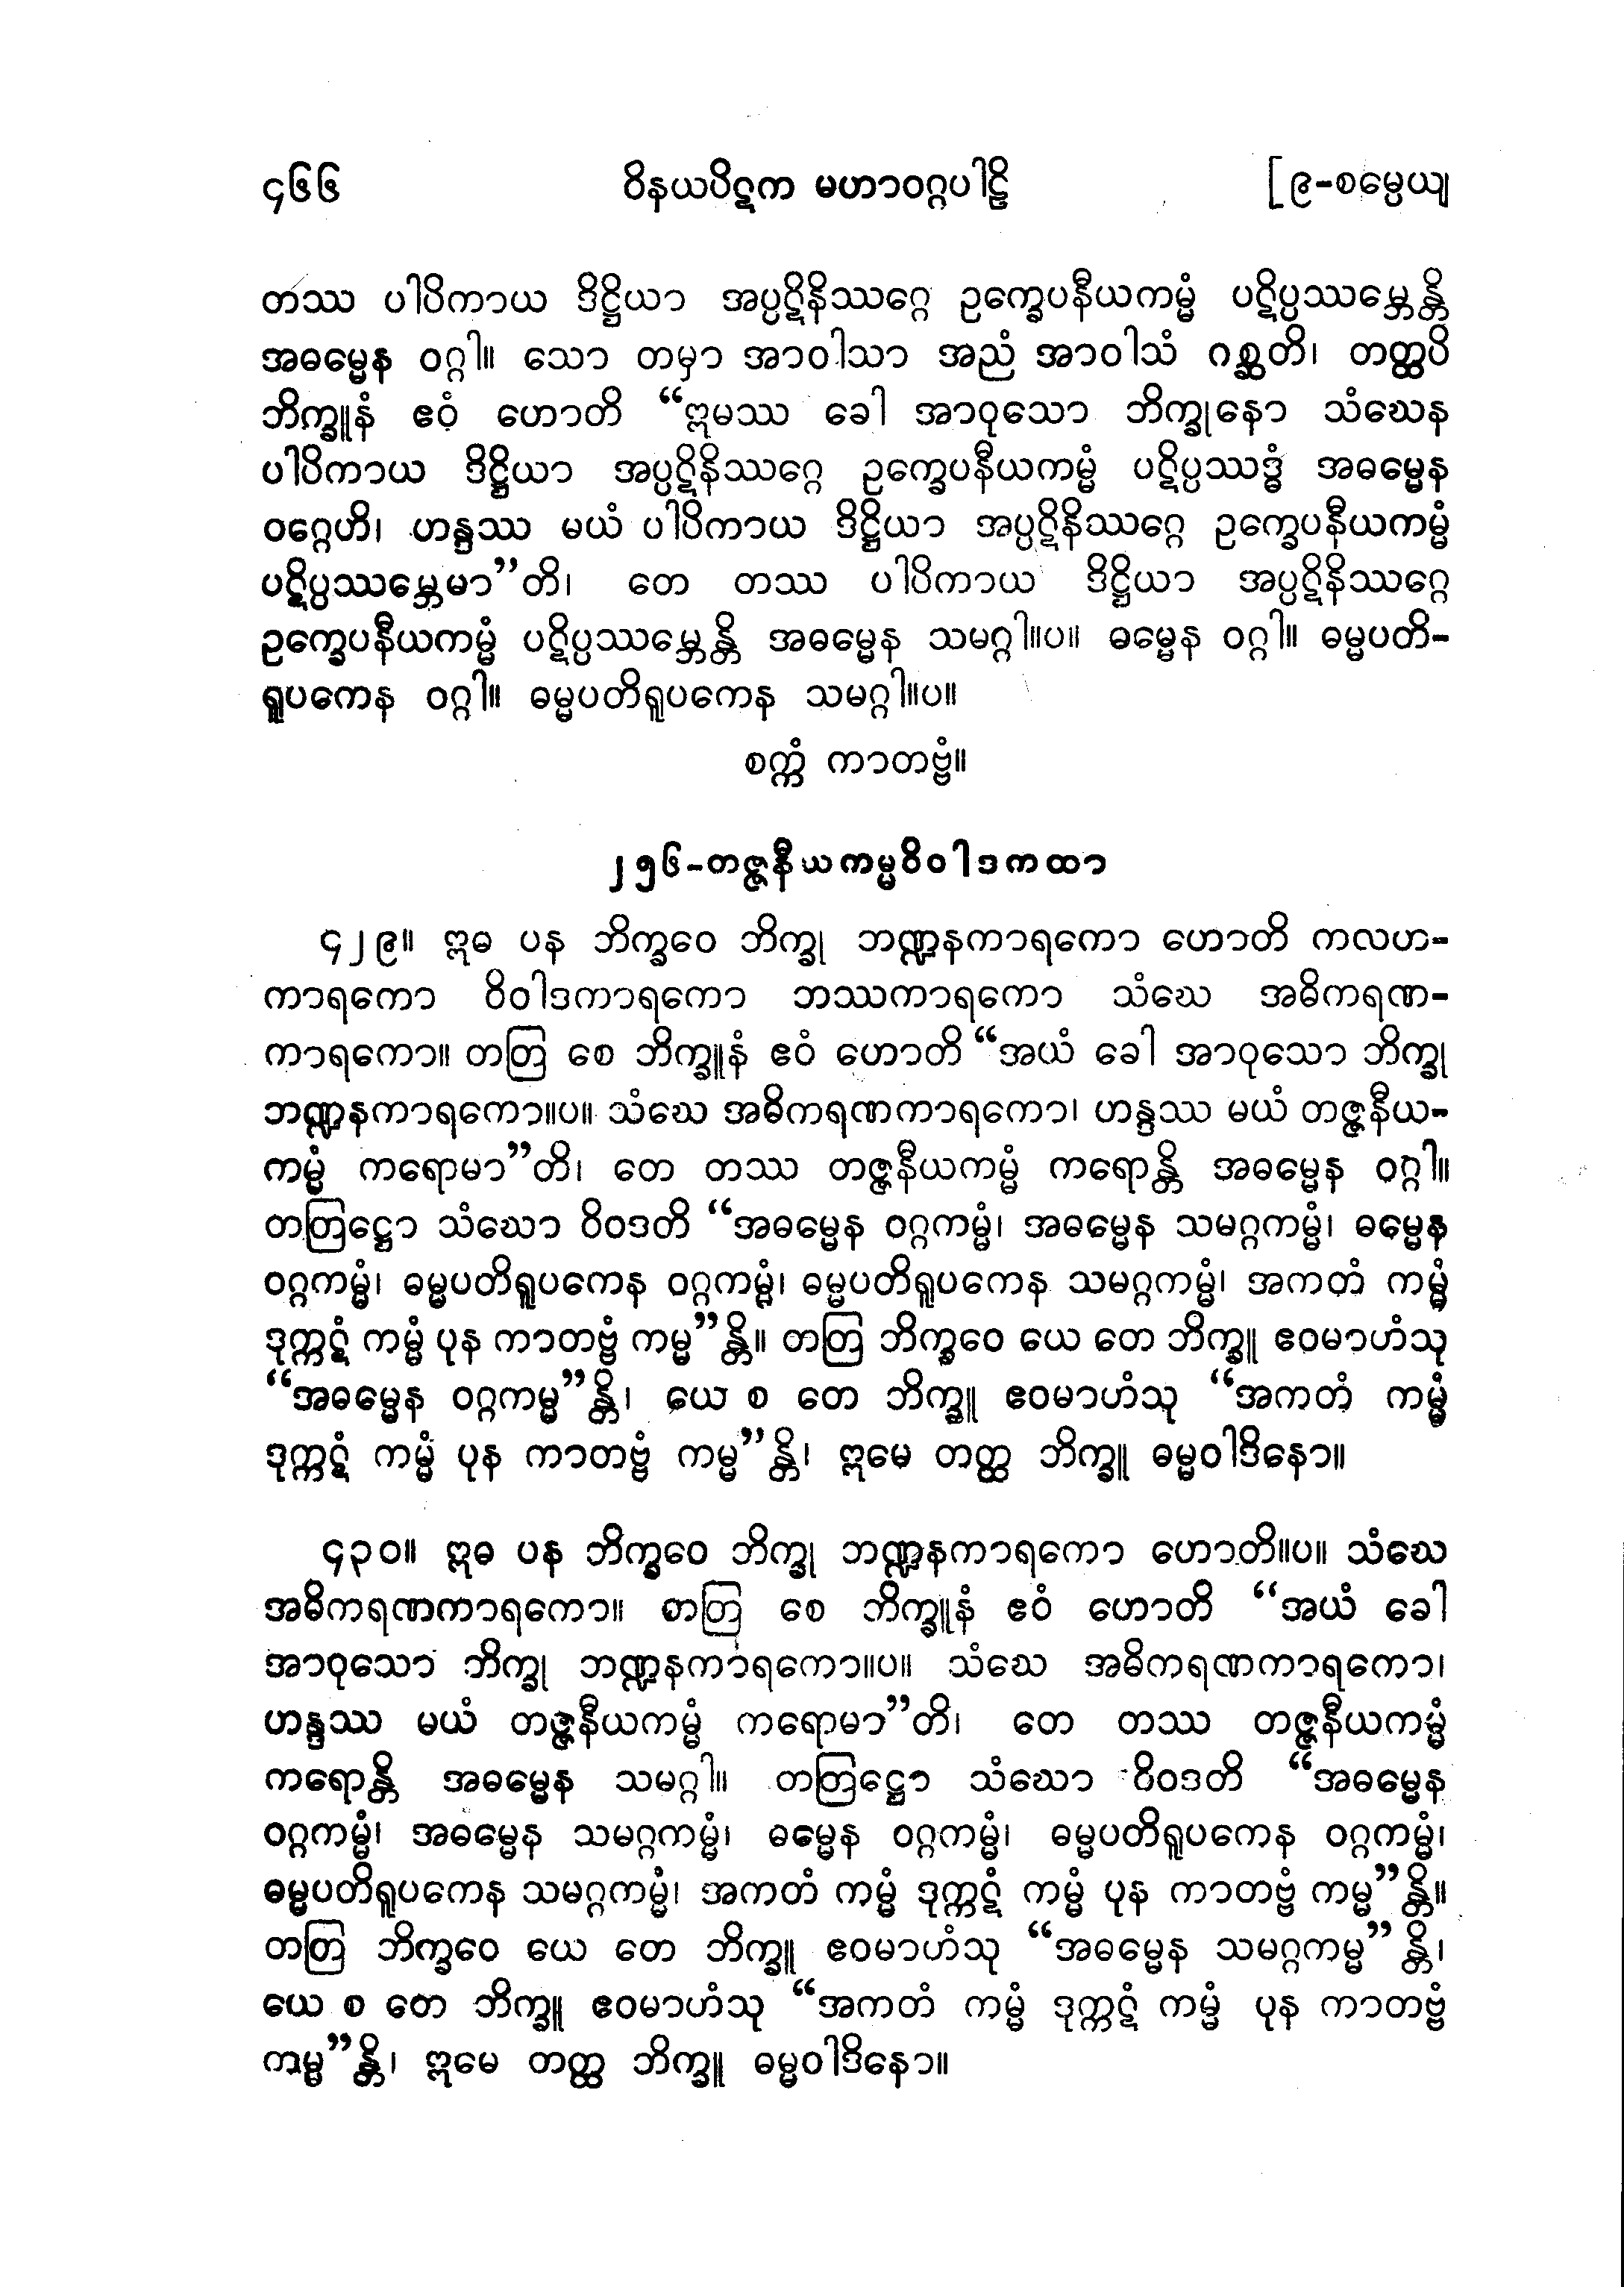 ၄၆၆ ဝိနယပိဋက မဟာဝဂ္ဂပါဠိ [၉-စမ္ပေယျ
တဿ ပါပိကာယ ဒိဋ္ဌိယာ အပ္ပဋိနိဿဂ္ဂေ ဥက္ခေပနီယကမ္မံ ပဋိပ္ပဿမ္ဘေန္တိ
အဓမ္မေန ဝဂ္ဂါ။ သော တမှာ အာဝါသာ အညံ အာဝါသံ ဂစ္ဆတိ၊ တတ္ထပိ
ဘိက္ခူနံ ဧဝံ ဟောတိ “ဣမဿ ခေါ အာဝုသော ဘိက္ခုနော သံဃေန
ပါပိကာယ ဒိဋ္ဌိယာ အပ္ပဋိနိဿဂ္ဂေ ဥက္ခေပနီယကမ္မံ ပဋိပ္ပဿဒ္ဓံ အဓမ္မေန
ဝဂ္ဂေဟိ၊ ဟန္ဒဿ မယံ ပါပိကာယ ဒိဋ္ဌိယာ အပ္ပဋိနိဿဂ္ဂေ ဥက္ခေပနီယကမ္မံ
ပဋိပ္ပဿမ္ဘေမာ”တိ၊ တေ တဿ ပါပိကာယ ဒိဋ္ဌိယာ အပ္ပဋိနိဿဂ္ဂေ
ဥက္ခေပနီယကမ္မံ ပဋိပ္ပဿမ္ဘေန္တိ အဓမ္မေန သမဂ္ဂါ။ပ။ ဓမ္မေန ဝဂ္ဂါ။ ဓမ္မပတိ-
ရူပကေန ဝဂ္ဂါ။ ဓမ္မပတိရူပကေန သမဂ္ဂါ။ပ။
စက္ကံ ကာတဗ္ဗံ။
၂၅၆-တဇ္ဇနီယကမ္မဝိဝါဒကထာ
၄၂၉။ ဣဓ ပန ဘိက္ခဝေ ဘိက္ခု ဘဏ္ဍနကာရကော ဟောတိ ကလဟ-
ကာရကော ဝိဝါဒကာရကော ဘဿကာရကော သံဃေ အဓိကရဏ-
ကာရကော။ တတြ စေ ဘိက္ခူနံ ဧဝံ ဟောတိ “အယံ ခေါ အာဝုသော ဘိက္ခု
ဘဏ္ဍနကာရကော။ပ။ သံဃေ အဓိကရဏကာရကော၊ ဟန္ဒဿ မယံ တဇ္ဇနီယ-
ကမ္မံ ကရောမာ”တိ၊ တေ တဿ တဇ္ဇနီယကမ္မံ ကရောန္တိ အဓမ္မေန ဝဂ္ဂါ။
တတြဋ္ဌော သံဃော ဝိဝဒတိ “အဓမ္မေန ဝဂ္ဂကမ္မံ၊ အဓမ္မေန သမဂ္ဂကမ္မံ၊ ဓမ္မေန
ဝဂ္ဂကမ္မံ၊ ဓမ္မပတိရူပကေန ဝဂ္ဂကမ္မံ၊ ဓမ္မပတိရူပကေန သမဂ္ဂကမ္မံ၊ အကတံ ကမ္မံ
ဒုက္ကဋံ ကမ္မံ ပုန ကာတဗ္ဗံ ကမ္မ”န္တိ။ တတြ ဘိက္ခဝေ ယေ တေ ဘိက္ခူ ဧဝမာဟံသု
“အဓမ္မေန ဝဂ္ဂကမ္မ”န္တိ၊ ယေ စ တေ ဘိက္ခူ ဧဝမာဟံသု “အကတံ ကမ္မံ
ဒုက္ကဋံ ကမ္မံ ပုန ကာတဗ္ဗံ ကမ္မ”န္တိ၊ ဣမေ တတ္ထ ဘိက္ခူ ဓမ္မဝါဒိနော။
၄၃၀။ ဣဓ ပန ဘိက္ခဝေ ဘိက္ခု ဘဏ္ဍနကာရကော ဟောတိ။ပ။ သံဃေ
အဓိကရဏကာရကော။ တတြ စေ ဘိက္ခူနံ ဧဝံ ဟောတိ “အယံ ခေါ
အာဝုသော ဘိက္ခု ဘဏ္ဍနကာရကော။ပ။ သံဃေ အဓိကရဏကာရကော၊
ဟန္ဒဿ မယံ တဇ္ဇနီယကမ္မံ ကရောမာ”တိ၊ တေ တဿ တဇ္ဇနီယကမ္မံ
ကရောန္တိ အဓမ္မေန သမဂ္ဂါ။ တတြဋ္ဌော သံဃော ဝိဝဒတိ “အဓမ္မေန
ဝဂ္ဂကမ္မံ၊ အဓမ္မေန သမဂ္ဂကမ္မံ၊ ဓမ္မေန ဝဂ္ဂကမ္မံ၊ ဓမ္မပတိရူပကေန ဝဂ္ဂကမ္မံ၊
ဓမ္မပတိရူပကေန သမဂ္ဂကမ္မံ၊ အကတံ ကမ္မံ ဒုက္ကဋံ ကမ္မံ ပုန ကာတဗ္ဗံ ကမ္မ”န္တိ။
တတြ ဘိက္ခဝေ ယေ တေ ဘိက္ခူ ဧဝမာဟံသု “အဓမ္မေန သမဂ္ဂကမ္မ”န္တိ၊
ယေ စ တေ ဘိက္ခူ ဧဝမာဟံသု “အကတံ ကမ္မံ ဒုက္ကဋံ ကမ္မံ ပုန ကာတဗ္ဗံ
ကမ္မ”န္တိ၊ ဣမေ တတ္ထ ဘိက္ခူ ဓမ္မဝါဒိနော။